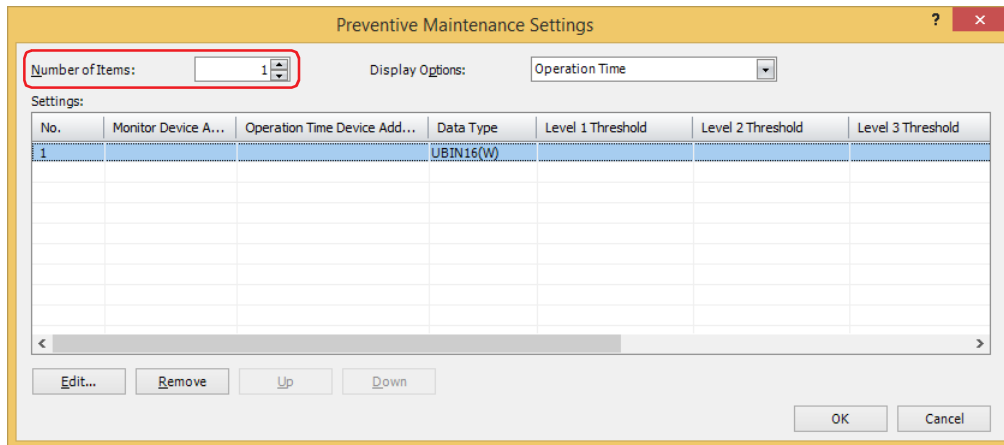 Preventive Maintenance Settings
? ×
Number of Items: 1 Display Options: Operation Time
Settings:
No. Monitor Device A... Operation Time Device Add... Data Type Level 1 Threshold Level 2 Threshold Level 3 Threshold
1 UBIN16(W)
Edit... Remove Up Down
OK Cancel